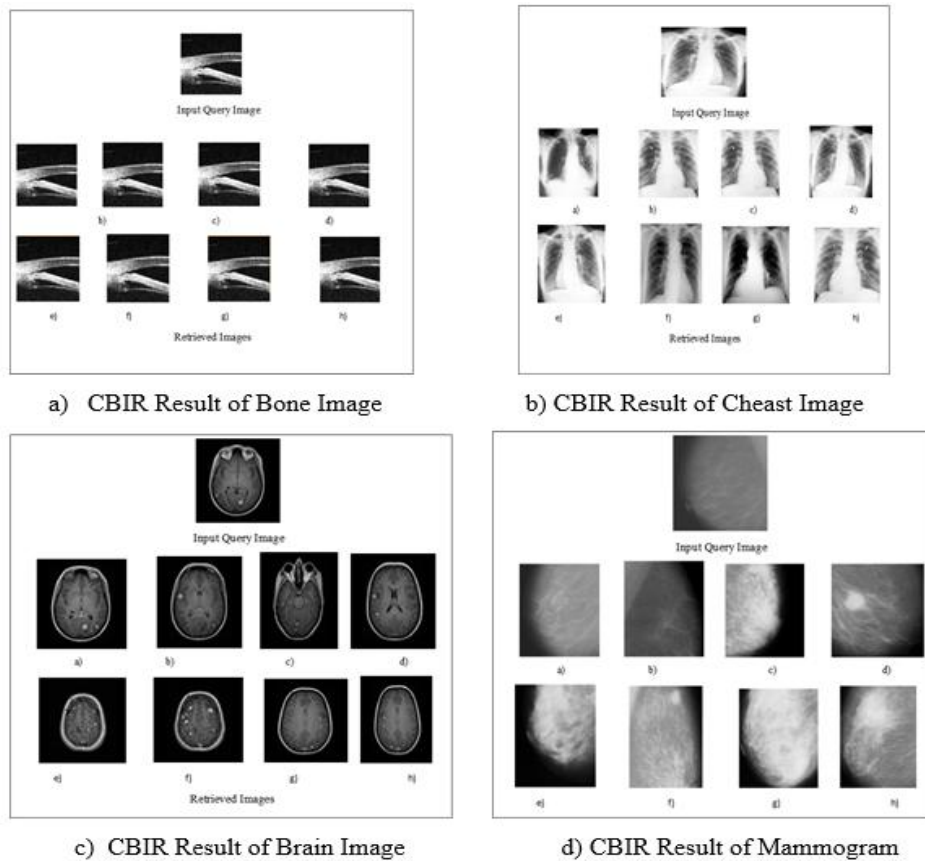 Input Query Image
b) c) d)
e) f) g) h)
Retrieved Images
a) CBIR Result of Bone Image
Input Query Image
a) b) c) d)
e) f) g) h)
Retrieved Images
b) CBIR Result of Cheast Image
Input Query Image
a) b) c) d)
e) f) g) h)
Retrieved Images
c) CBIR Result of Brain Image
Input Query Image
a) b) c) d)
e) f) g) h)
d) CBIR Result of Mammogram